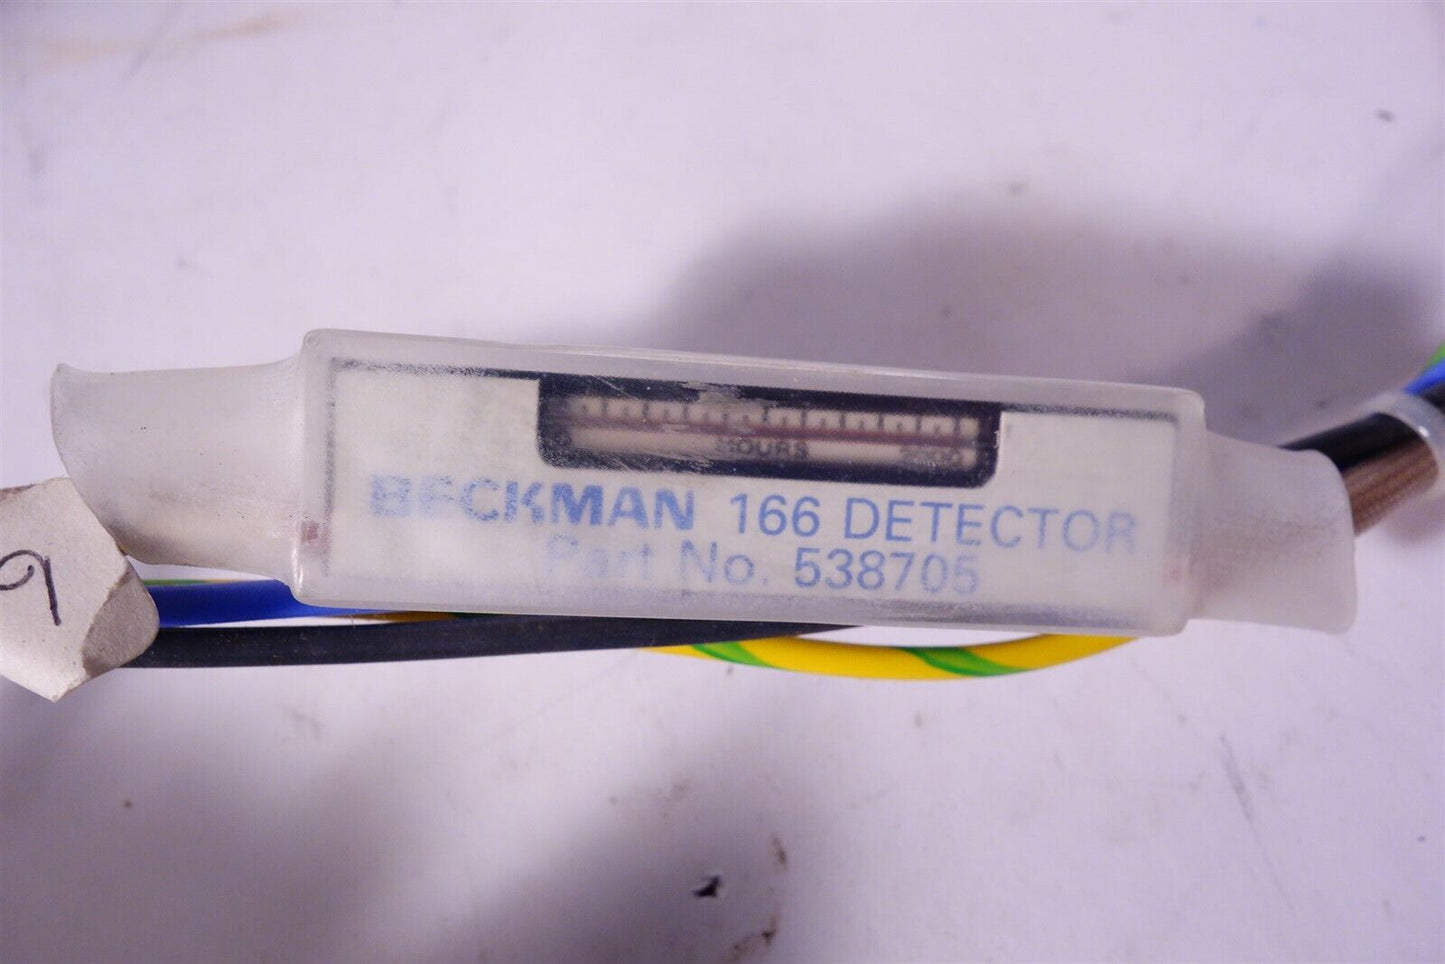 HOURS
BECKMAN 166 DETECTOR
Part No. 538705